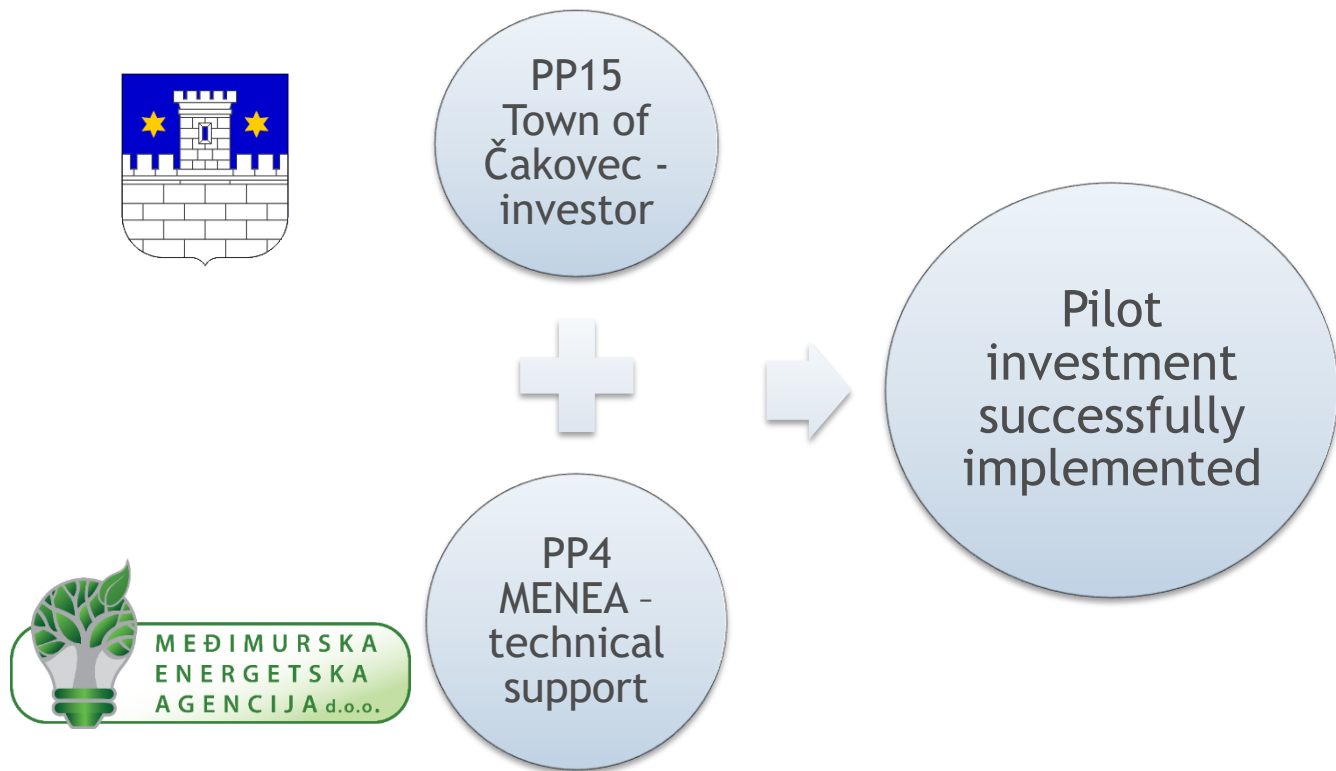 PP15
Town of
Čakovec -
investor
Pilot
investment
successfully
implemented
PP4
MENEA –
technical
support
MEĐIMURSKA
ENERGETSKA
AGENCIJA d.o.o.